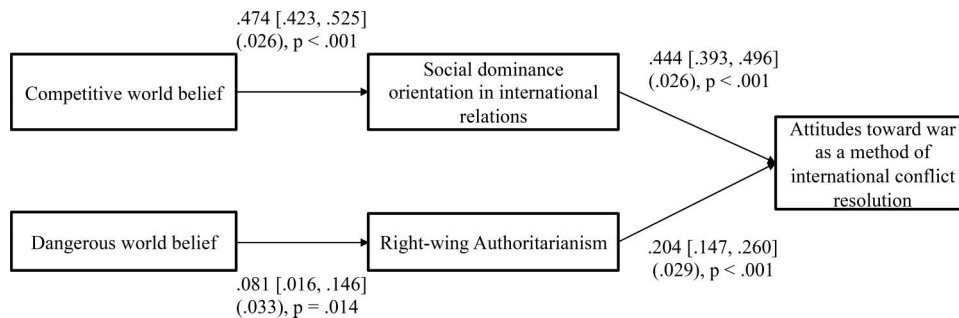 .474 [.423, .525]
(.026), p < .001
Competitive world belief
Social dominance
orientation in international
relations
.444 [.393, .496]
(.026), p < .001
Attitudes toward war
as a method of
international conflict
resolution
Dangerous world belief
Right-wing Authoritarianism
.081 [.016, .146]
(.033), p = .014
.204 [.147, .260]
(.029), p < .001